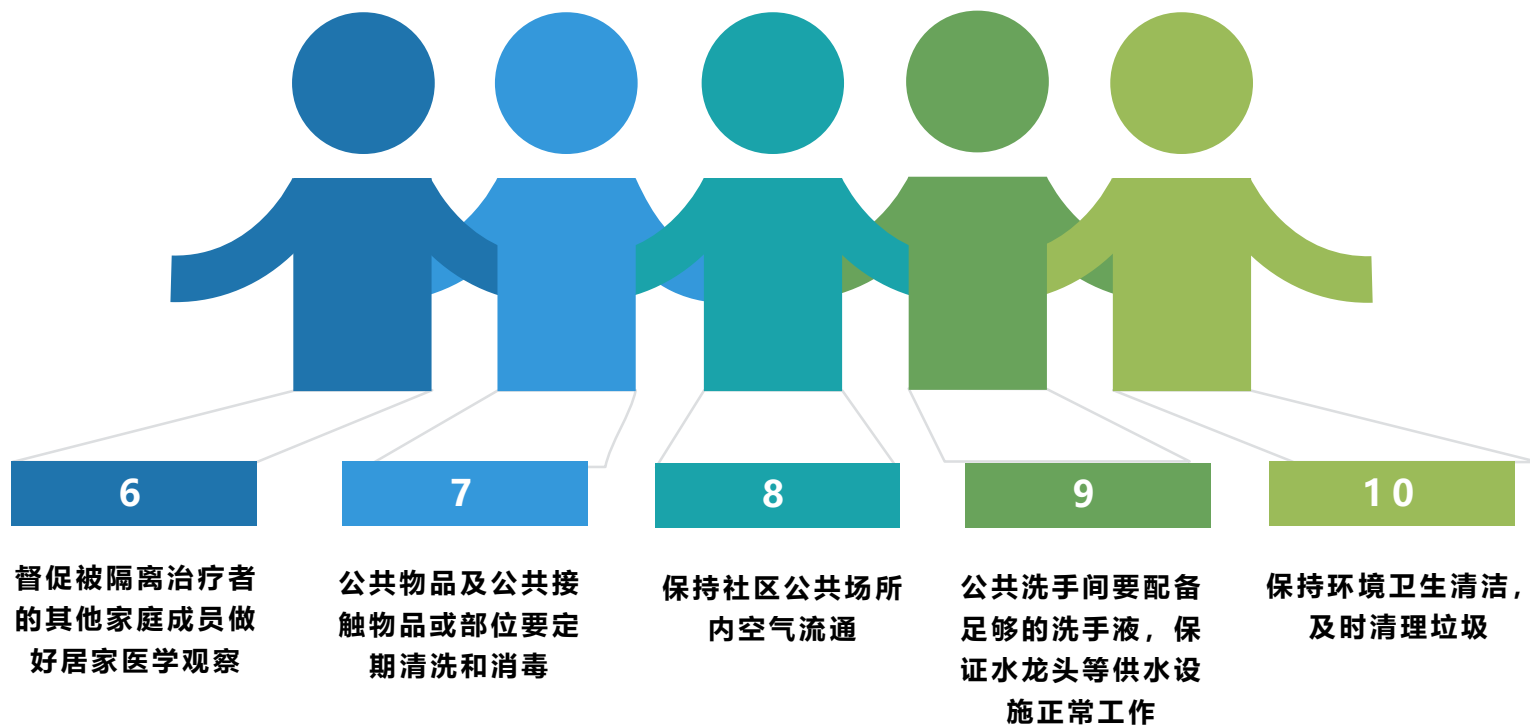 6
督促被隔离治疗者
的其他家庭成员做
好居家医学观察
7
公共物品及公共接
触物品或部位要定
期清洗和消毒
8
保持社区公共场所
内空气流通
9
公共洗手间要配备
足够的洗手液，保
证水龙头等供水设
施正常工作
10
保持环境卫生清洁，
及时清理垃圾